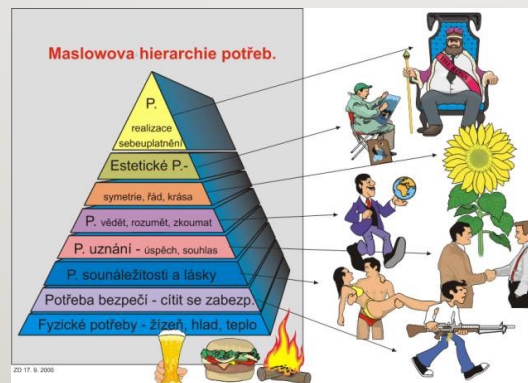 Maslowova hierarchie potřeb.
P.
realizace
sebeuplatnění
Estetické P.-
symetrie, řád, krása
P. vědět, rozumět, zkoumat
P. uznání - úspěch, souhlas
P. sounáležitosti a lásky
Potřeba bezpečí - cítit se zabezp.
Fyzické potřeby - žízeň, hlad, teplo
ZD 17. 9. 2000